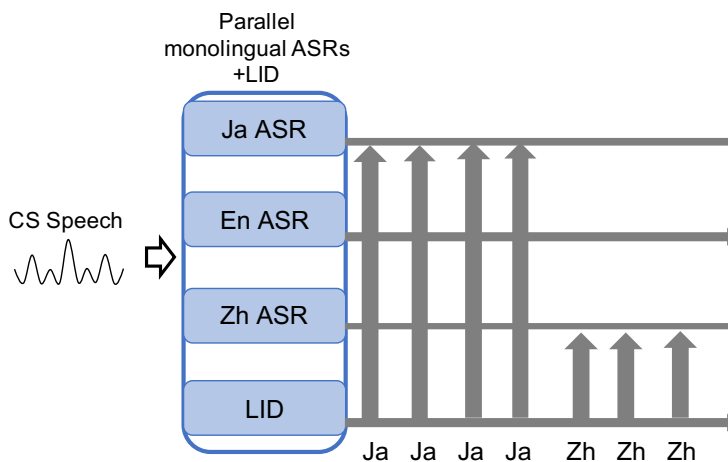 Parallel
monolingual ASRs
+LID
Ja ASR
En ASR
CS Speech
Zh ASR
LID
Ja Ja Ja Ja Zh Zh Zh